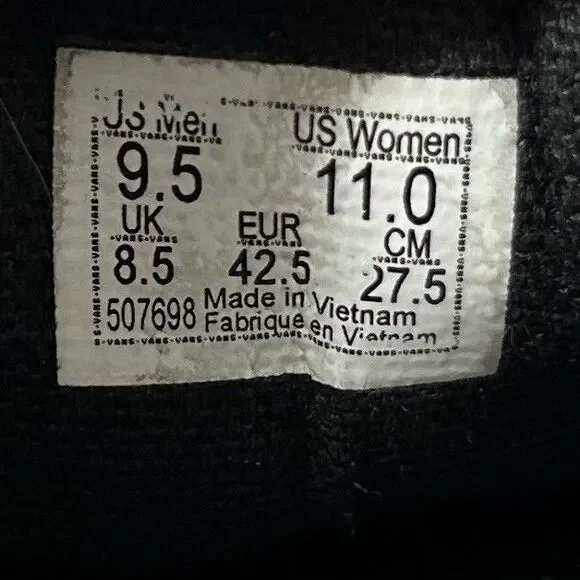 US Men US Women
9.5 11.0
UK EUR CM
8.5 42.5 27.5
507698 Made in Vietnam
Fabrique en Vietnam